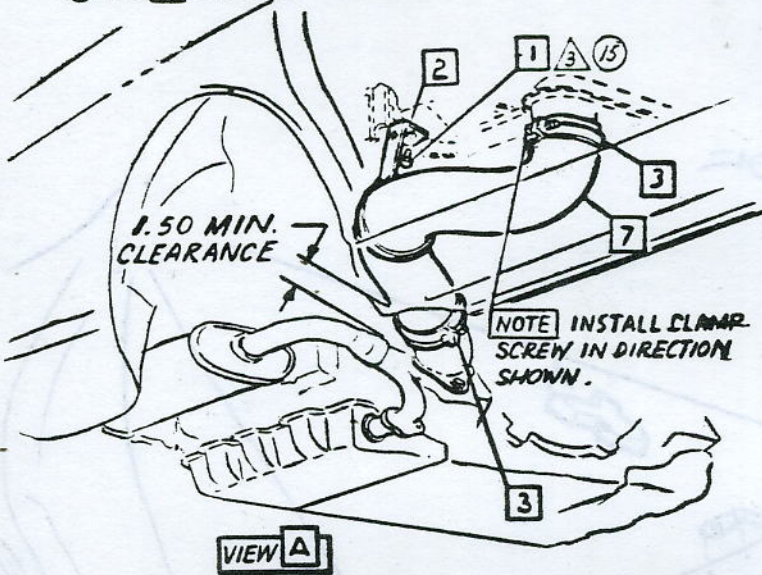 2
1 3 15
3
7
1.50 MIN.
CLEARANCE
NOTE INSTALL CLAMP
SCREW IN DIRECTION
SHOWN.
3
VIEW A